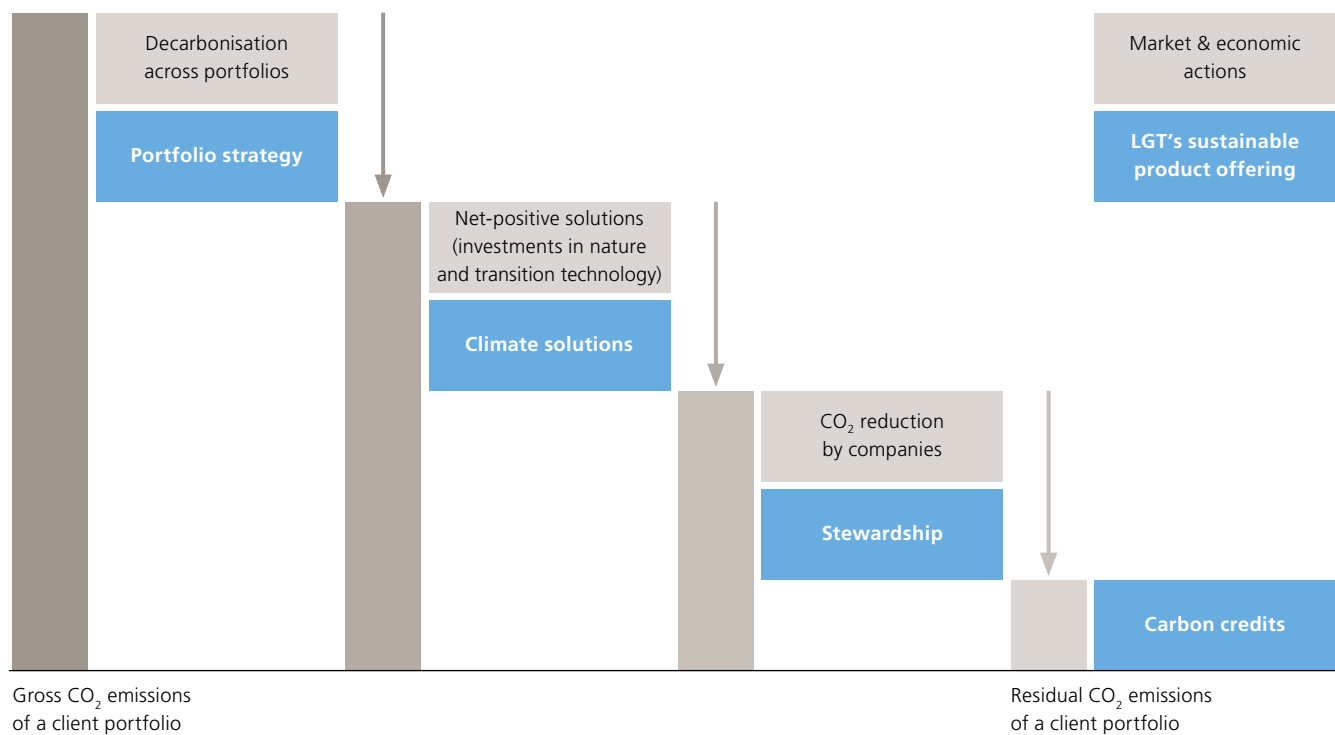 Decarbonisation
across portfolios
Portfolio strategy
Market & economic
actions
LGT’s sustainable
product offering
Net-positive solutions
(investments in nature
and transition technology)
Climate solutions
CO₂ reduction
by companies
Stewardship
Carbon credits
Gross CO₂ emissions
of a client portfolio
Residual CO₂ emissions
of a client portfolio